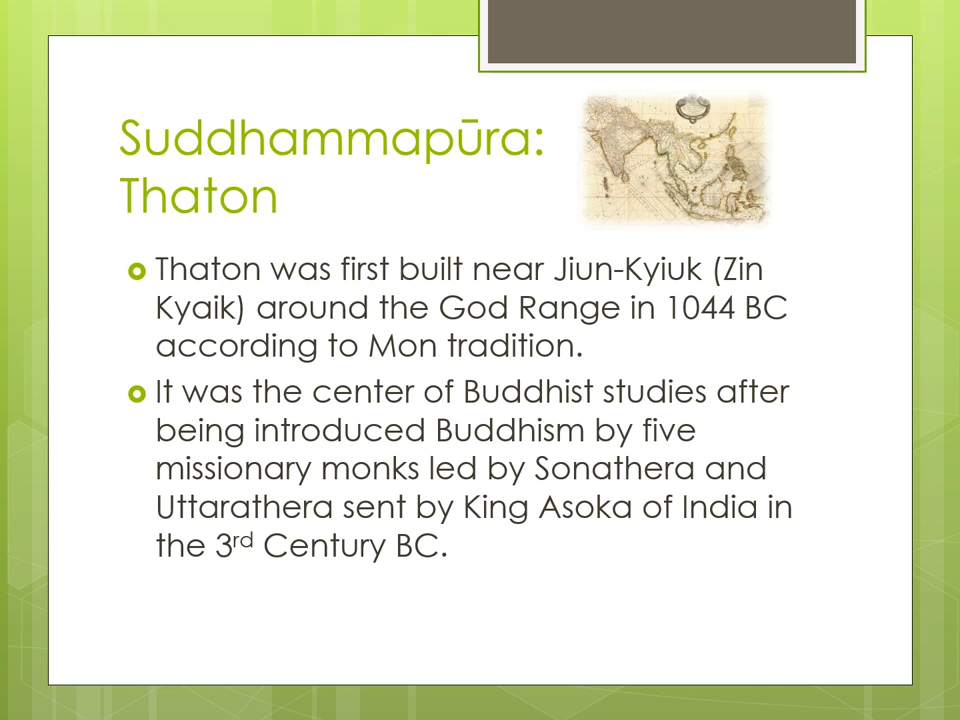 Suddhammapūra:
Thaton
Thaton was first built near Jiun-Kyiuk (Zin
Kyaik) around the God Range in 1044 BC
according to Mon tradition.
It was the center of Buddhist studies after
being introduced Buddhism by five
missionary monks led by Sonathera and
Uttarathera sent by King Asoka of India in
the 3rd Century BC.